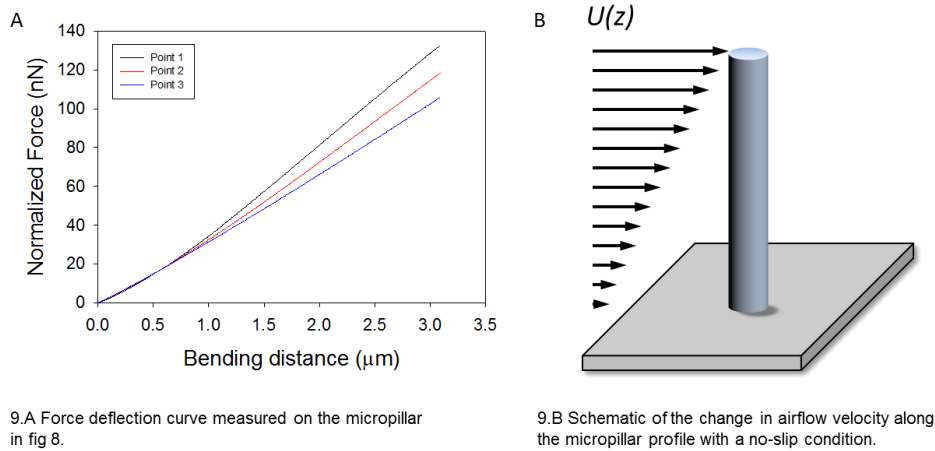 A
B
U(z)
140
120
100
80
60
40
20
0
Normalized Force (nN)
Point 1
Point 2
Point 3
0.0 0.5 1.0 1.5 2.0 2.5 3.0 3.5
Bending distance (μm)
9.A Force deflection curve measured on the micropillar
in fig 8.
9.B Schematic of the change in airflow velocity along
the micropillar profile with a no-slip condition.